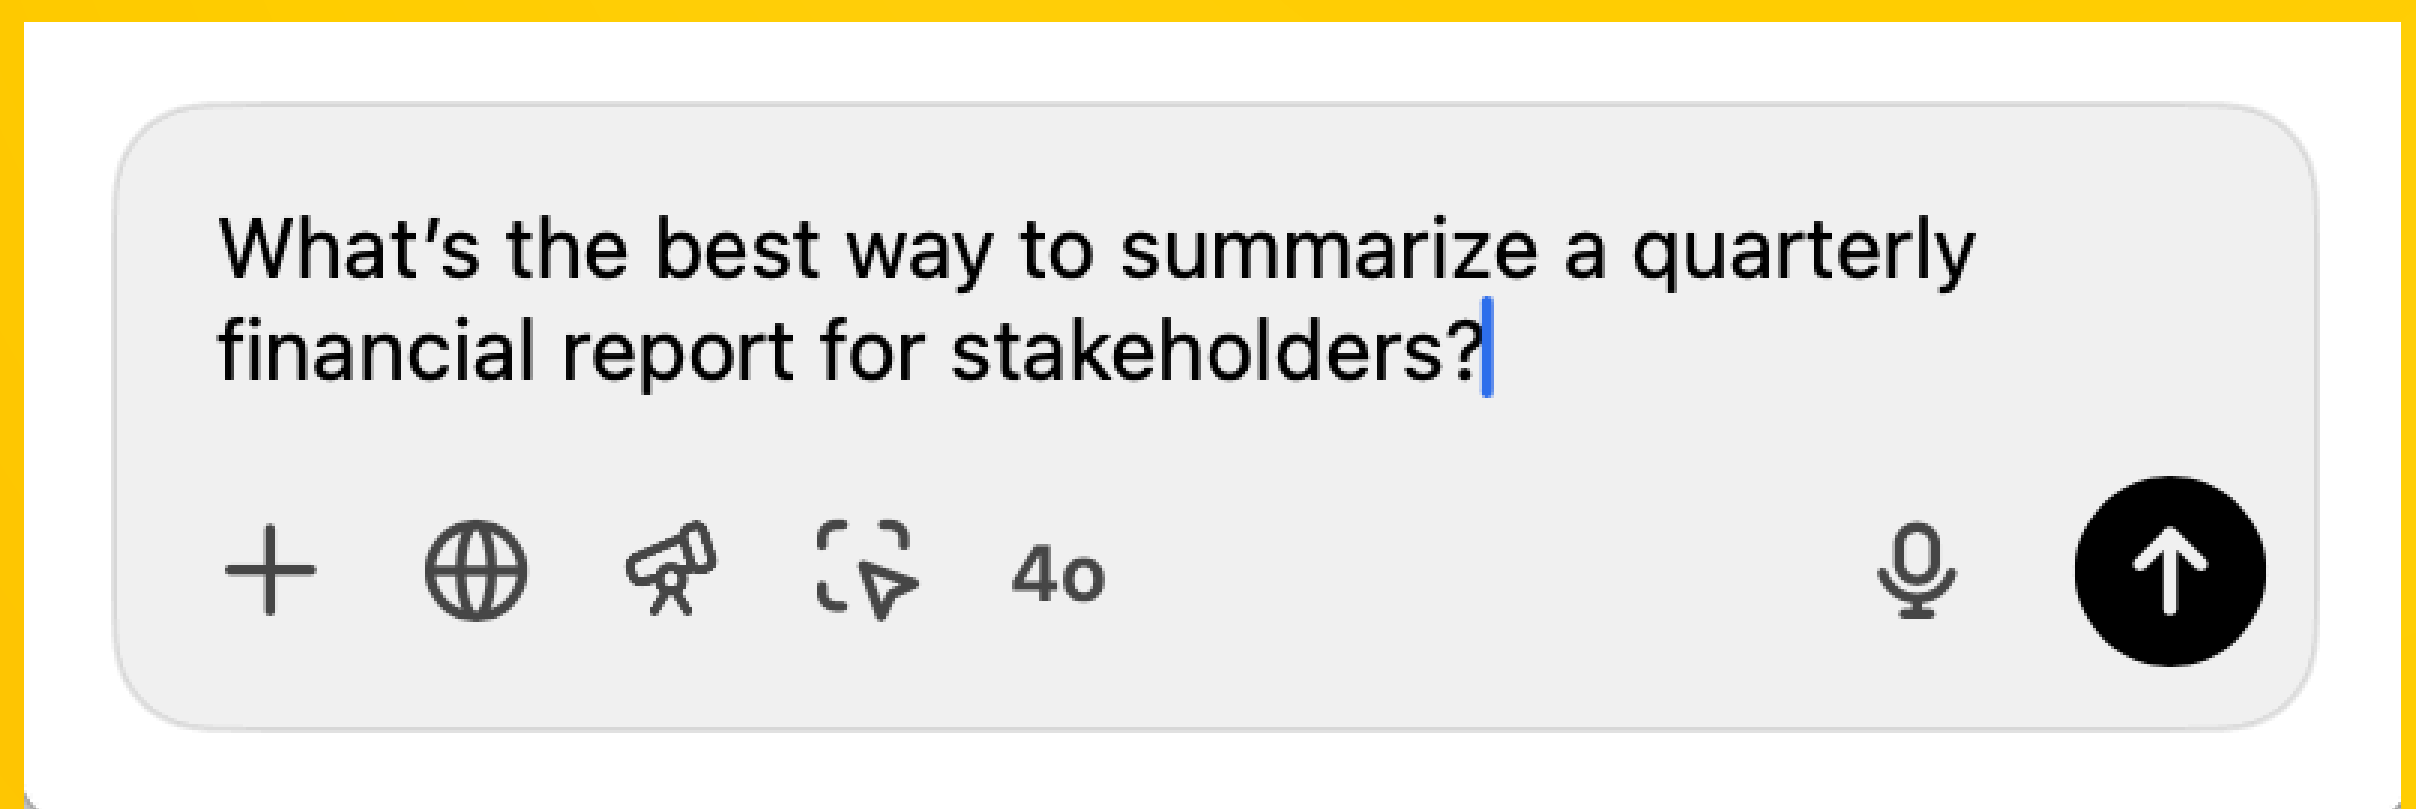 What’s the best way to summarize a quarterly
financial report for stakeholders?
4o